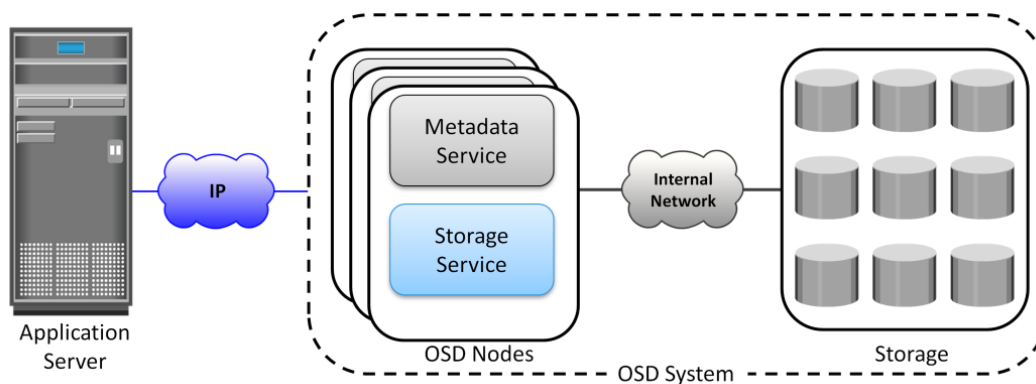 Application
Server
IP
Metadata
Service
Storage
Service
OSD Nodes
Internal
Network
Storage
OSD System